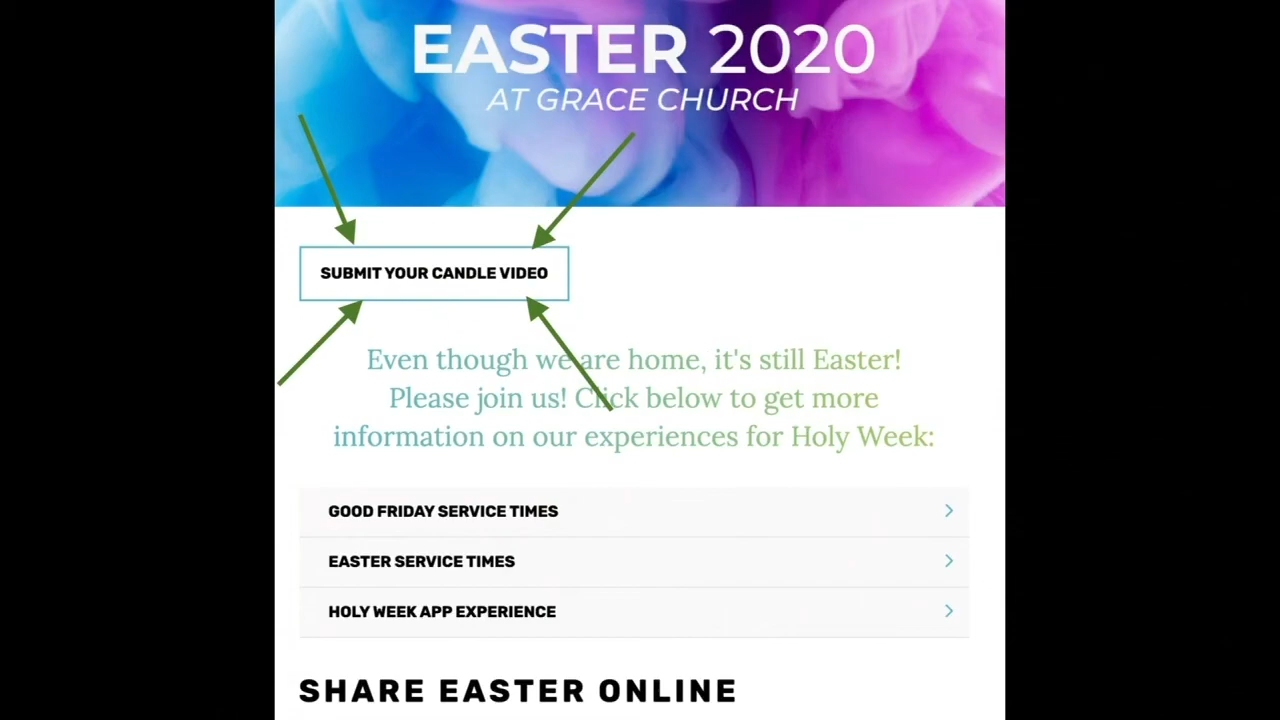 EASTER 2020
AT GRACE CHURCH
SUBMIT YOUR CANDLE VIDEO
Even though we are home, it's still Easter!
Please join us! Click below to get more
information on our experiences for Holy Week:
GOOD FRIDAY SERVICE TIMES
EASTER SERVICE TIMES
HOLY WEEK APP EXPERIENCE
SHARE EASTER ONLINE